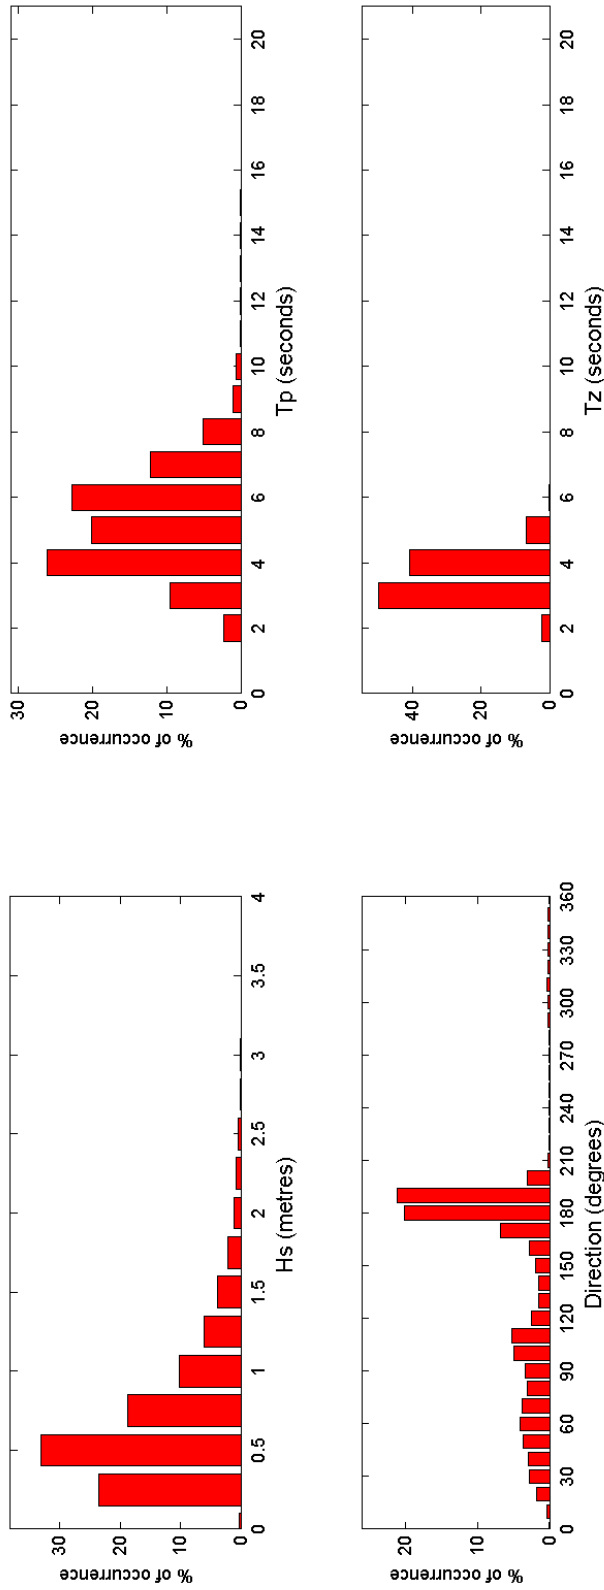 % of occurrence
30
20
10
0
0 0.5 1 1.5 2 2.5 3 3.5 4
Hs (metres)
% of occurrence
30
20
10
0
0 2 4 6 8 10 12 14 16 18 20
Tp (seconds)
% of occurrence
20
10
0
0 30 60 90 120 150 180 210 240 270 300 330 360
Direction (degrees)
% of occurrence
40
20
0
0 2 4 6 8 10 12 14 16 18 20
Tz (seconds)